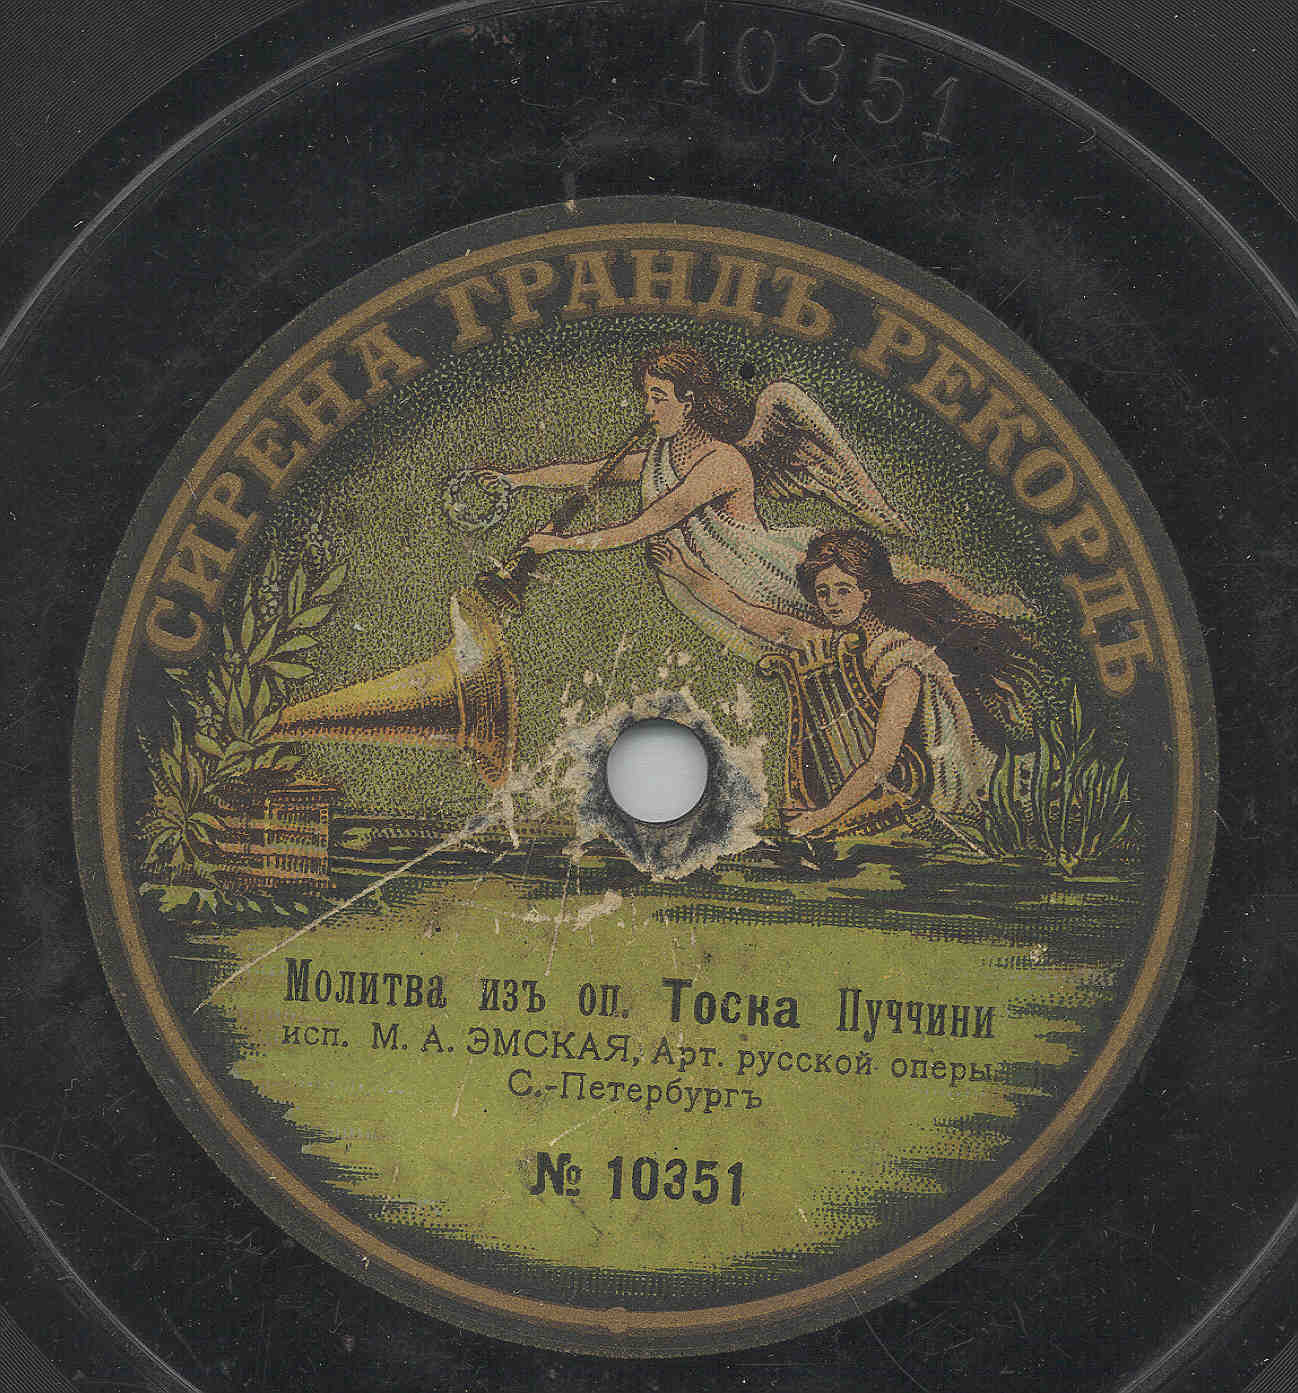 10351
СИРЕНА ГРАНДЪ РЕКОРДЪ
Молитва изъ оп. Тоска Пуччини
исп. М. А. ЭМСКАЯ, Арт. русской оперы
С.-Петербургъ
№ 10351